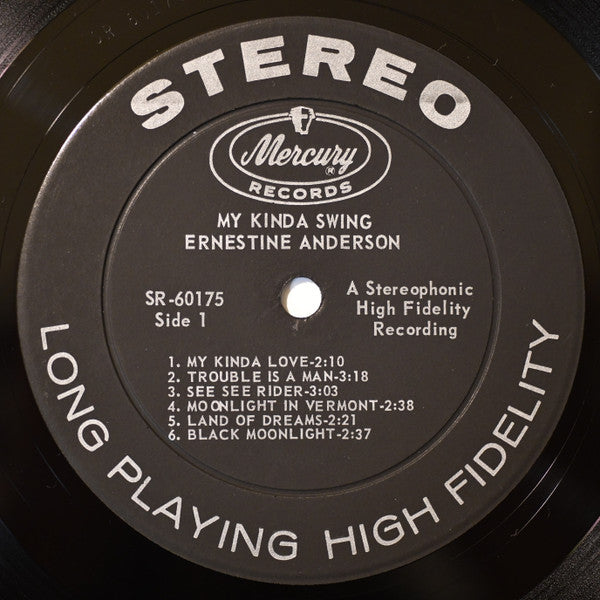 STEREO
Mercury
®
RECORDS
MY KINDA SWING
ERNESTINE ANDERSON
SR-60175
Side 1
A Stereophonic
High Fidelity
Recording
1. MY KINDA LOVE-2:10
2. TROUBLE IS A MAN-3:18
3. SEE SEE RIDER-3:03
4. MOONLIGHT IN VERMONT-2:38
5. LAND OF DREAMS-2:21
6. BLACK MOONLIGHT-2:37
LONG PLAYING HIGH FIDELITY